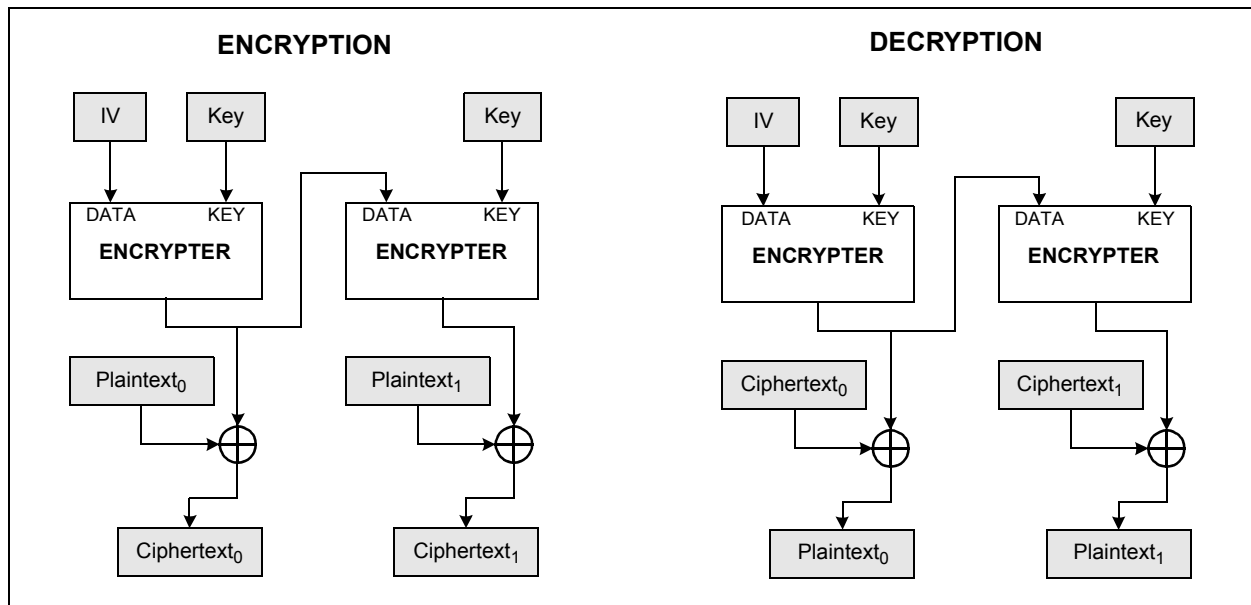 ENCRYPTION
IV
Key
Key
DATA
KEY
ENCRYPTER
DATA
KEY
ENCRYPTER
Plaintext0
Plaintext1
Ciphertext0
Ciphertext1
DECRYPTION
IV
Key
Key
DATA
KEY
ENCRYPTER
DATA
KEY
ENCRYPTER
Ciphertext0
Ciphertext1
Plaintext0
Plaintext1